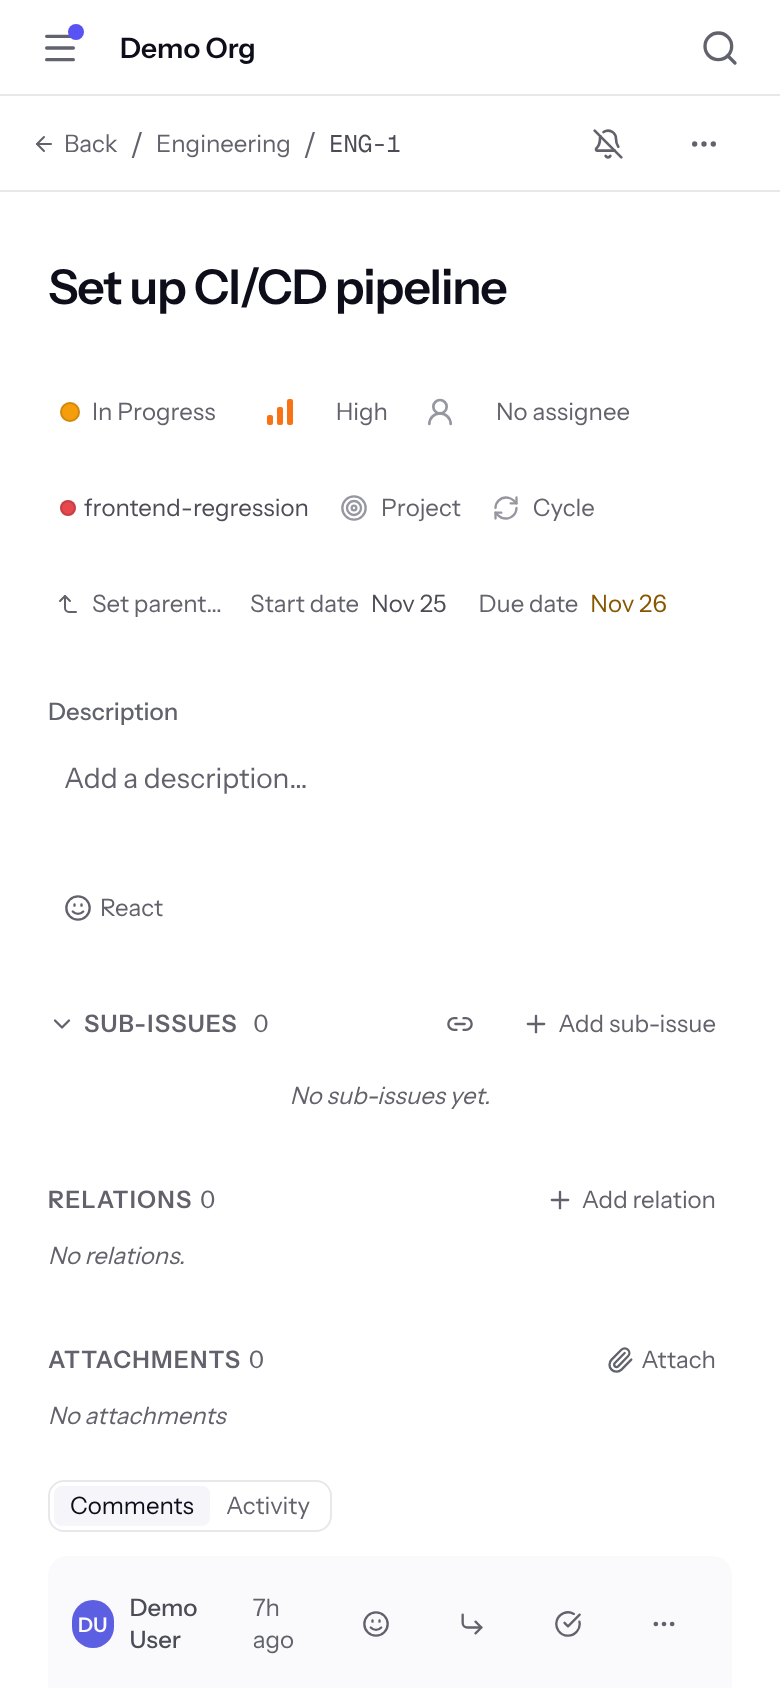 Demo Org
Back / Engineering / ENG-1
Set up CI/CD pipeline
In Progress High No assignee
frontend-regression Project Cycle
Set parent... Start date Nov 25 Due date Nov 26
Description
Add a description...
React
SUB-ISSUES 0 Add sub-issue
No sub-issues yet.
RELATIONS 0 Add relation
No relations.
ATTACHMENTS 0 Attach
No attachments
Comments Activity
DU Demo User 7h ago